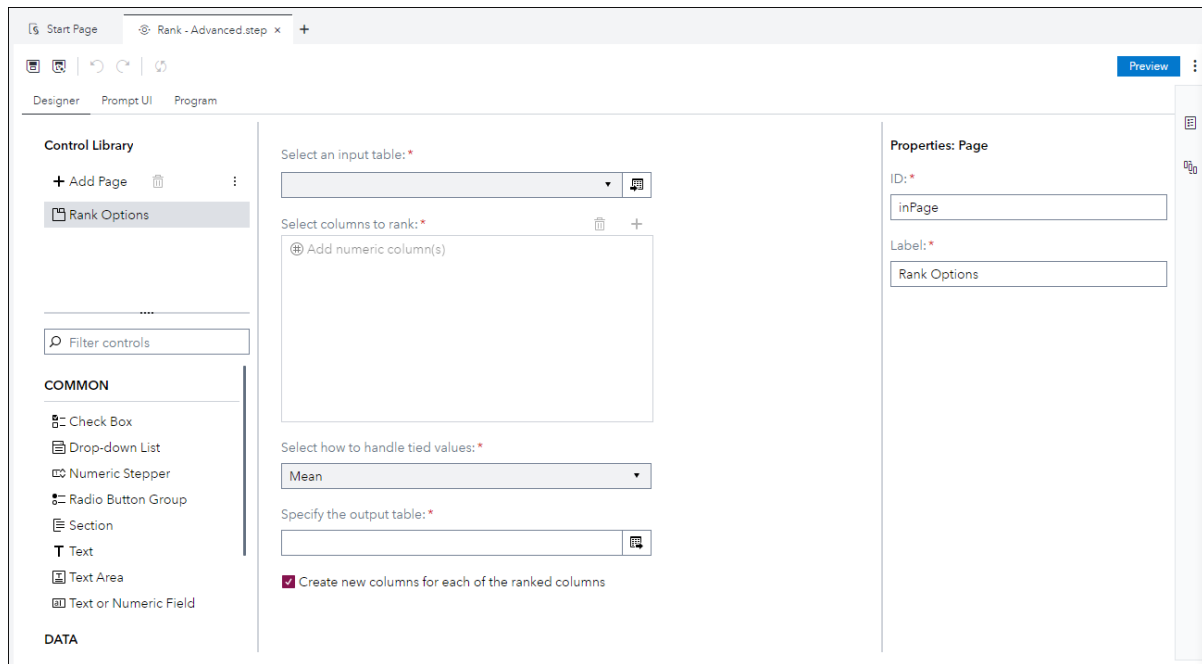 Start Page
Rank - Advanced.step × +
Preview
Designer Prompt UI Program
Control Library
+ Add Page
Rank Options
Filter controls
COMMON
Check Box
Drop-down List
Numeric Stepper
Radio Button Group
Section
Text
Text Area
Text or Numeric Field
DATA
Select an input table:*
Select columns to rank:*
Add numeric column(s)
Select how to handle tied values:*
Mean
Specify the output table:*
Create new columns for each of the ranked columns
Properties: Page
ID:*
inPage
Label:*
Rank Options